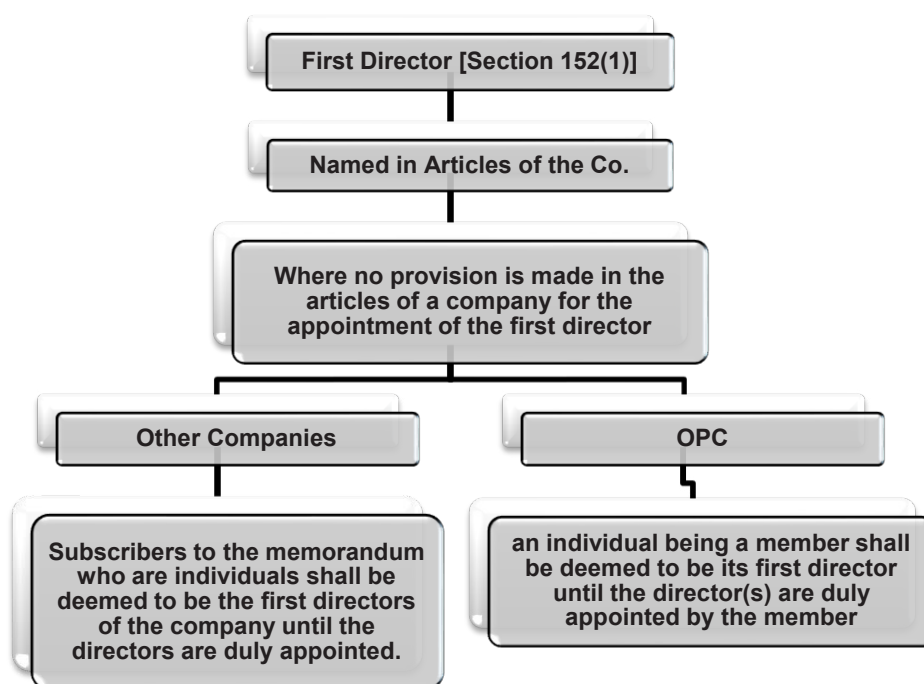 First Director [Section 152(1)]
Named in Articles of the Co.
Where no provision is made in the
articles of a company for the
appointment of the first director
Other Companies
OPC
Subscribers to the memorandum
who are individuals shall be
deemed to be the first directors
of the company until the
directors are duly appointed.
an individual being a member shall
be deemed to be its first director
until the director(s) are duly
appointed by the member